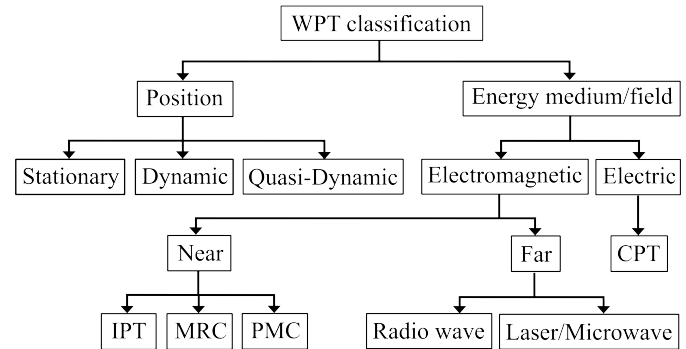 WPT classification
Position
Energy medium/field
Stationary
Dynamic
Quasi-Dynamic
Electromagnetic
Electric
Near
Far
CPT
IPT
MRC
PMC
Radio wave
Laser/Microwave